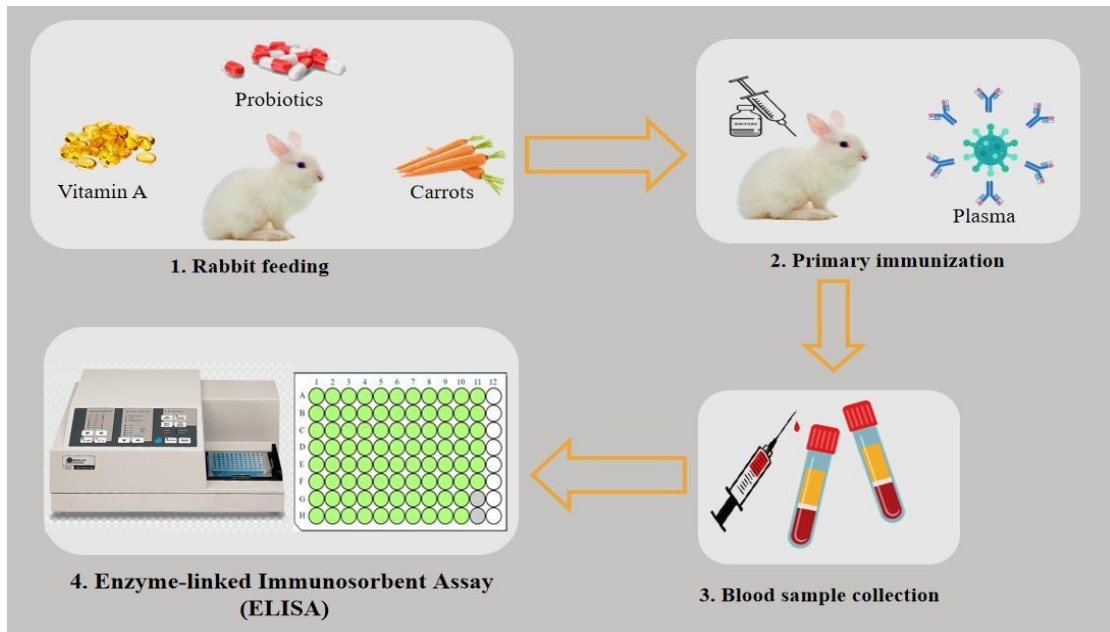 Probiotics
Vitamin A
Carrots
1. Rabbit feeding
VACCINE
Plasma
2. Primary immunization
3. Blood sample collection
1 2 3 4 5 6 7 8 9 10 11 12
A
B
C
D
E
F
G
H
4. Enzyme-linked Immunosorbent Assay
(ELISA)